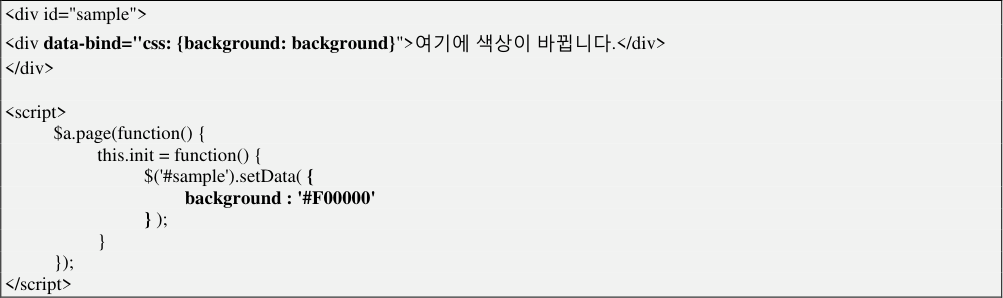 <div id="sample">
<div data-bind="css: {background: background}">여기에 색상이 바뀝니다.</div>
</div>
<script>
$a.page(function() {
this.init = function() {
$('#sample').setData( {
background : '#F00000'
} );
}
});
</script>